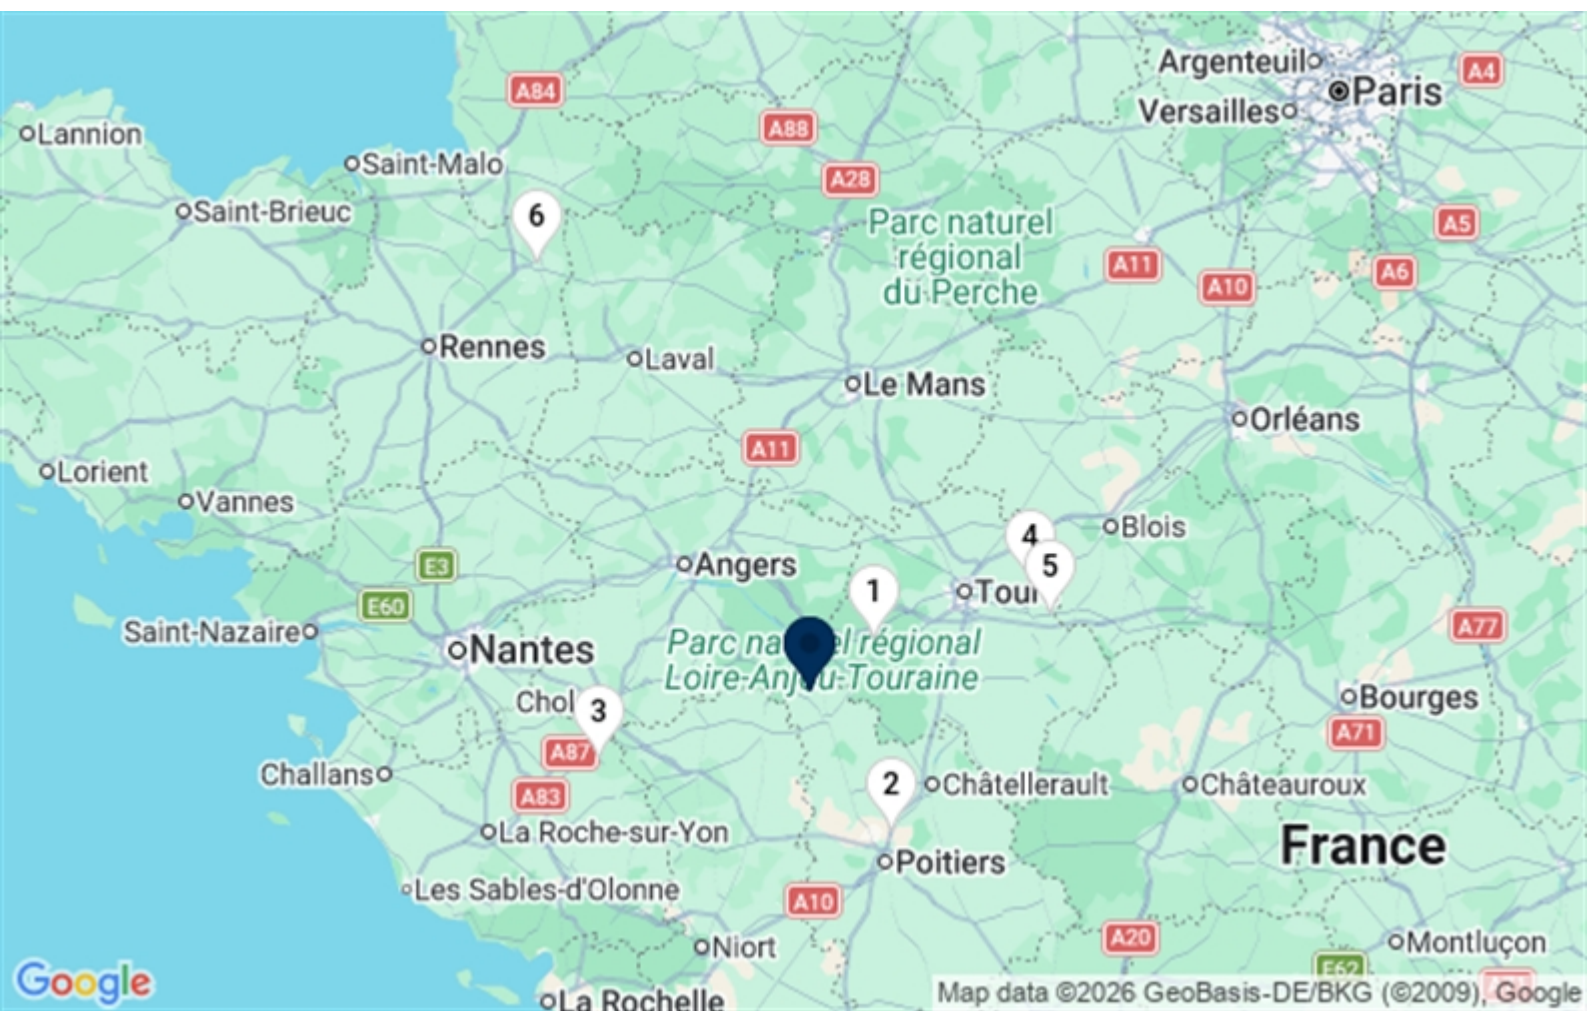 Argenteuil
A4
A84
Paris
Versailles
A88
Lannion
Saint-Malo
A28
6
Saint-Brieuc
Parc naturel
régional
du Perche
A5
A11
A6
A10
Rennes
Laval
Le Mans
Orléans
A11
Lorient
Vannes
4
Blois
5
E3
Angers
1
Tour
E60
A77
Saint-Nazaire
Nantes
Parc na el régional
Loire-Anjou-Touraine
Bourges
Chol
3
A71
A87
Challans
2
Châtellerault
Châteauroux
A83
La Roche-sur-Yon
France
Poitiers
Les Sables-d'Olonne
A10
A20
Niort
Montluçon
E62
Google
La Rochelle
Map data ©2026 GeoBasis-DE/BKG (©2009), Google